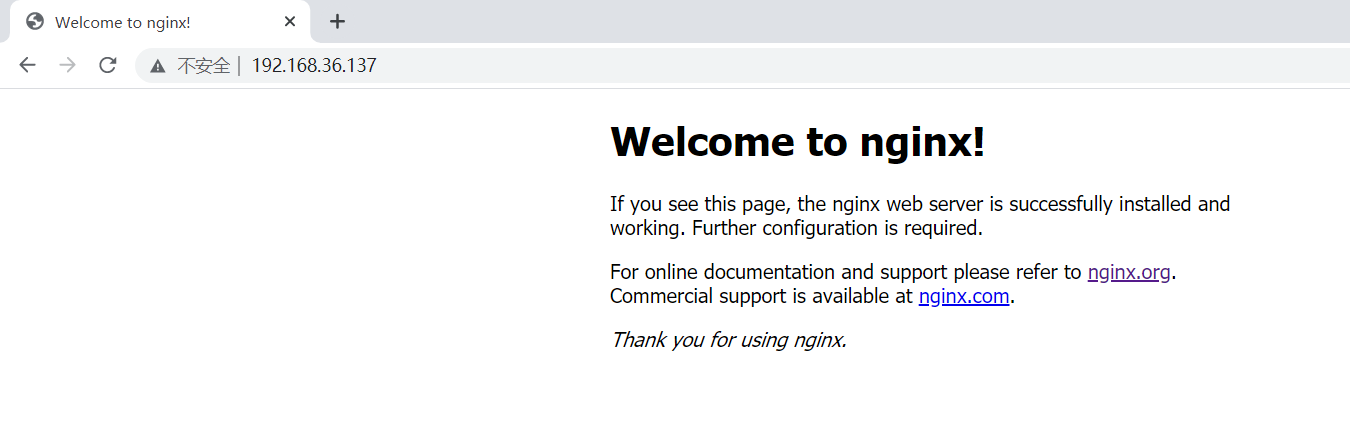 Welcome to nginx!
不安全 | 192.168.36.137
Welcome to nginx!
If you see this page, the nginx web server is successfully installed and
working. Further configuration is required.
For online documentation and support please refer to nginx.org.
Commercial support is available at nginx.com.
Thank you for using nginx.